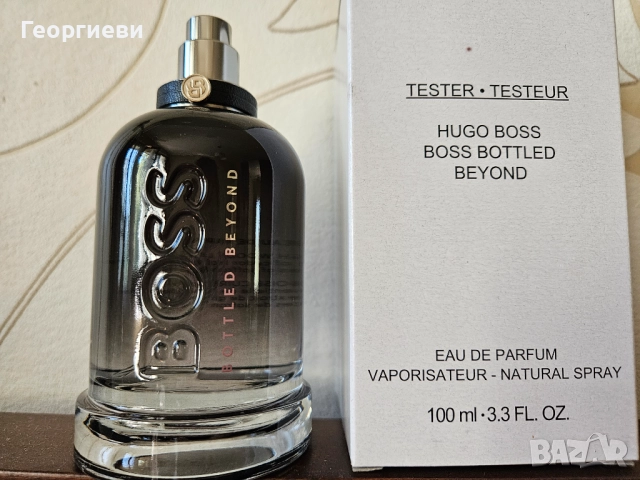 Георгиеви
BOSS
BOTTLED BEYOND
TESTER • TESTEUR
HUGO BOSS
BOSS BOTTLED
BEYOND
EAU DE PARFUM
VAPORISATEUR - NATURAL SPRAY
100 ml • 3.3 FL. OZ.
BAZAR